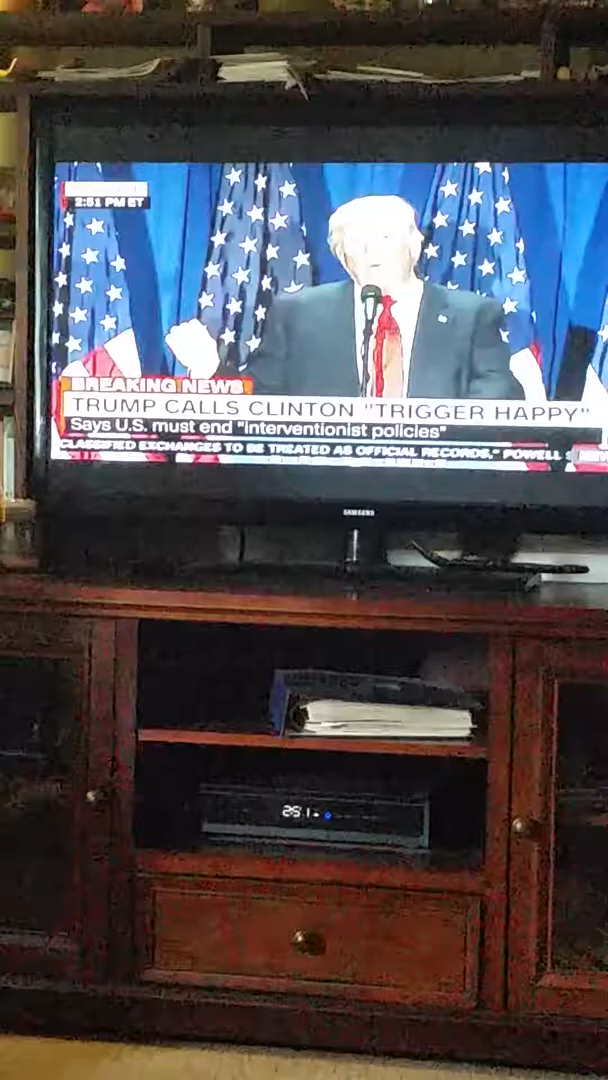 2:51 PM ET
BREAKING NEWS
TRUMP CALLS CLINTON "TRIGGER HAPPY"
Says U.S. must end "interventionist policies"
CLASSIFIED EXCHANGES TO BE TREATED AS OFFICIAL RECORDS," POWELL
SAMSUNG
2:51